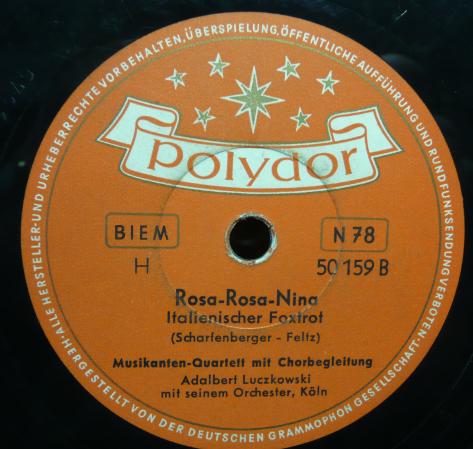 ALLE HERSTELLER- UND URHEBERRECHTE VORBEHALTEN, ÜBERSPIELUNG, ÖFFENTLICHE AUFFÜHRUNG UND RUNDFUNKSENDUNG VERBOTEN.
polydor
BIEM N 78
H 50 159 B
Rosa-Rosa-Nina
Italienischer Foxtrot
(Scharfenberger - Feltz)
Musikanten-Quartett mit Chorbegleitung
Adalbert Luczkowski
mit seinem Orchester, Köln
HERGESTELLT VON DER DEUTSCHEN GRAMMOPHON GESELLSCHAFT